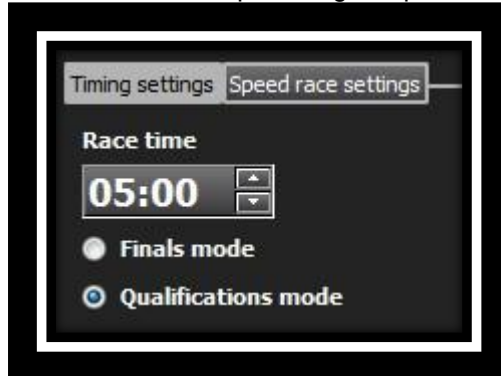 Timing settings Speed race settings
Race time
05:00
Finals mode
Qualifications mode